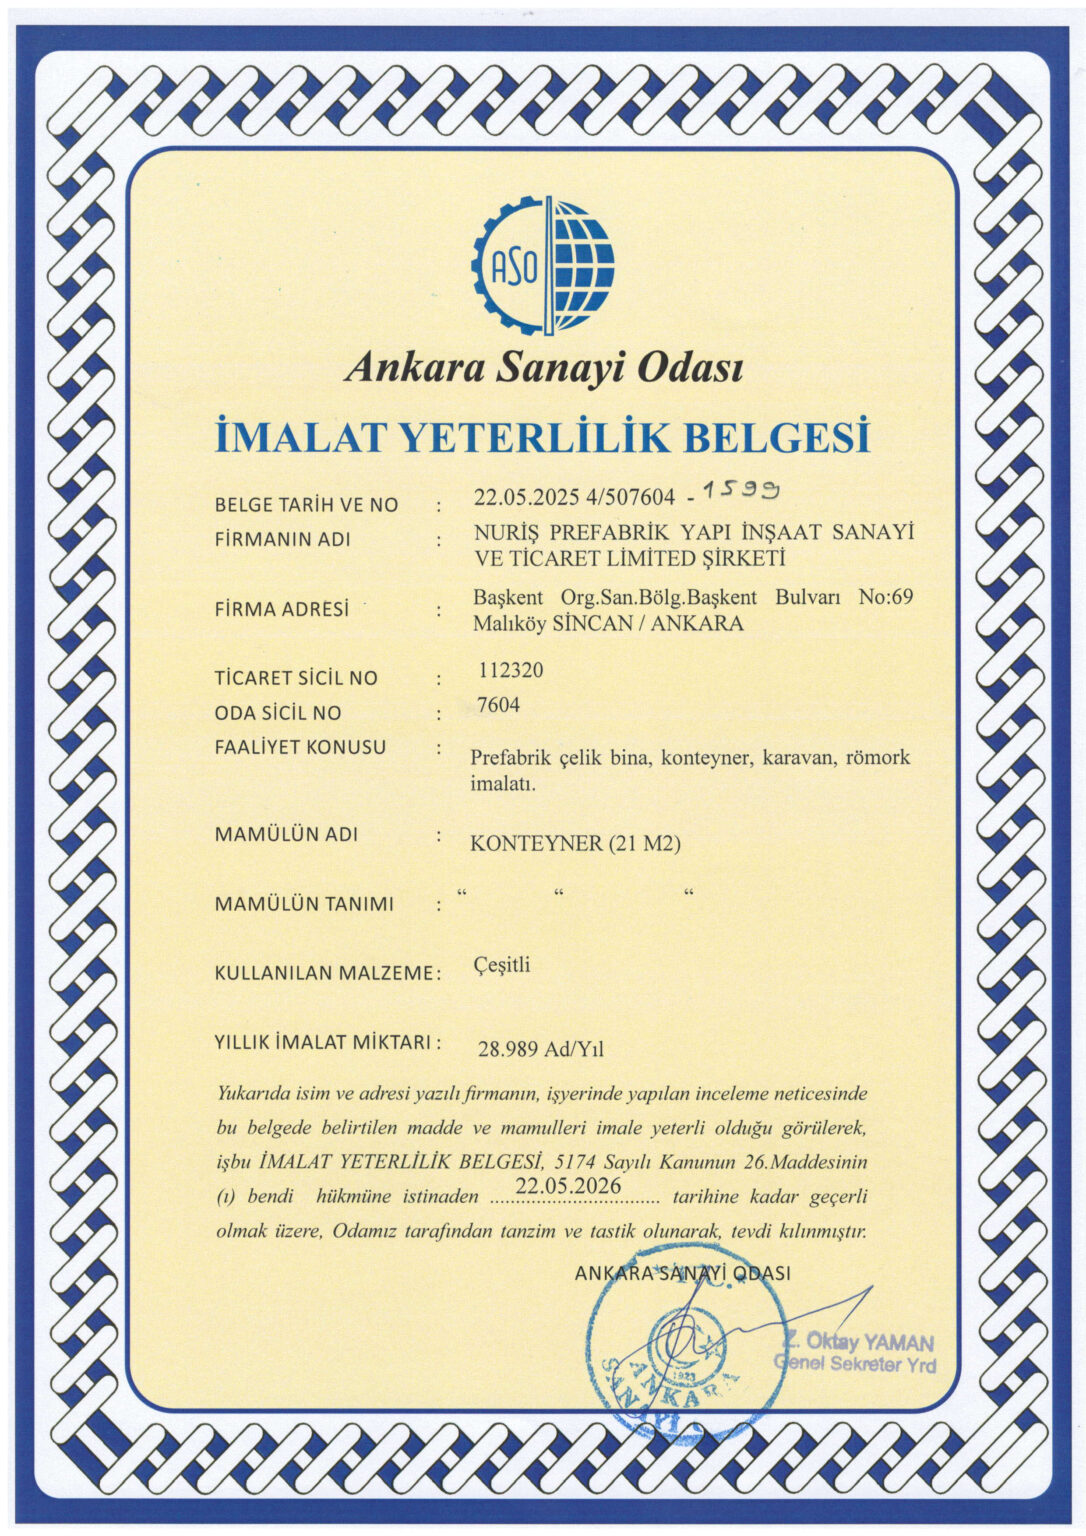 ASO
Ankara Sanayi Odası
İMALAT YETERLİLİK BELGESİ
BELGE TARİH VE NO : 22.05.2025 4/507604 - 1599
FİRMANIN ADI : NURİŞ PREFABRİK YAPI İNŞAAT SANAYİ
VE TİCARET LİMİTED ŞİRKETİ
FİRMA ADRESİ : Başkent Org.San.Bölg.Başkent Bulvarı No:69
Malıköy SİNCAN / ANKARA
TİCARET SİCİL NO : 112320
ODA SİCİL NO : 7604
FAALİYET KONUSU : Prefabrik çelik bina, konteyner, karavan, römork
imalatı.
MAMÜLÜN ADI : KONTEYNER (21 M2)
MAMÜLÜN TANIMI : “ “ “
KULLANILAN MALZEME : Çeşitli
YILLIK İMALAT MİKTARI : 28.989 Ad/Yıl
Yukarıda isim ve adresi yazılı firmanın, işyerinde yapılan inceleme neticesinde
bu belgede belirtilen madde ve mamulleri imale yeterli olduğu görülerek,
işbu İMALAT YETERLİLİK BELGESİ, 5174 Sayılı Kanunun 26.Maddesinin
(ı) bendi hükmüne istinaden 22.05.2026 tarihine kadar geçerli
olmak üzere, Odamız tarafından tanzim ve tastik olunarak, tevdi kılınmıştır.
ANKARA SANAYİ ODASI
T.C.
Z. Oktay YAMAN
Genel Sekreter Yrd
1923
ANKARA
SANAYİ